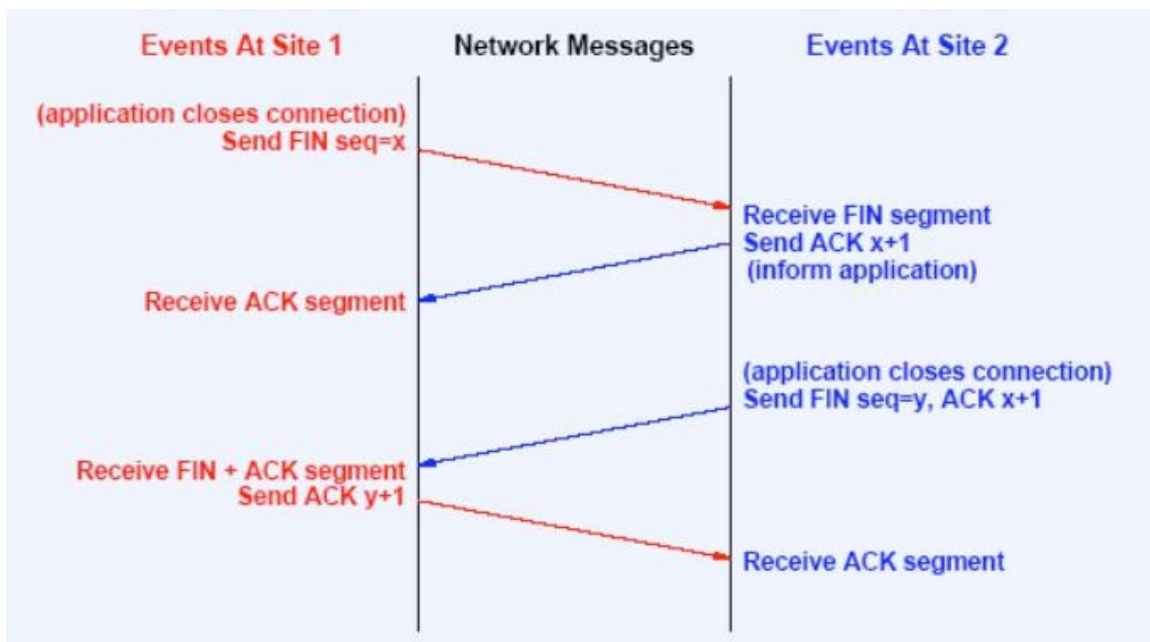 Events At Site 1
Network Messages
Events At Site 2
(application closes connection)
Send FIN seq=x
Receive FIN segment
Send ACK x+1
(inform application)
Receive ACK segment
(application closes connection)
Send FIN seq=y, ACK x+1
Receive FIN + ACK segment
Send ACK y+1
Receive ACK segment